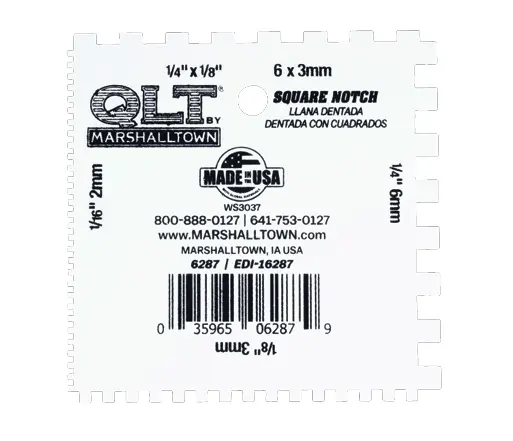 1/4" x 1/8"
6 x 3mm
QLT®
BY
MARSHALLTOWN
SQUARE NOTCH
LLANA DENTADA
DENTADA CON CUADRADOS
1/16" 2mm
1/4" 6mm
MADE IN THE USA
WS3037
800-888-0127 | 641-753-0127
www.MARSHALLTOWN.com
MARSHALLTOWN, IA USA
6287 / EDI-16287
0 35965 06287 9
1/8" 3mm